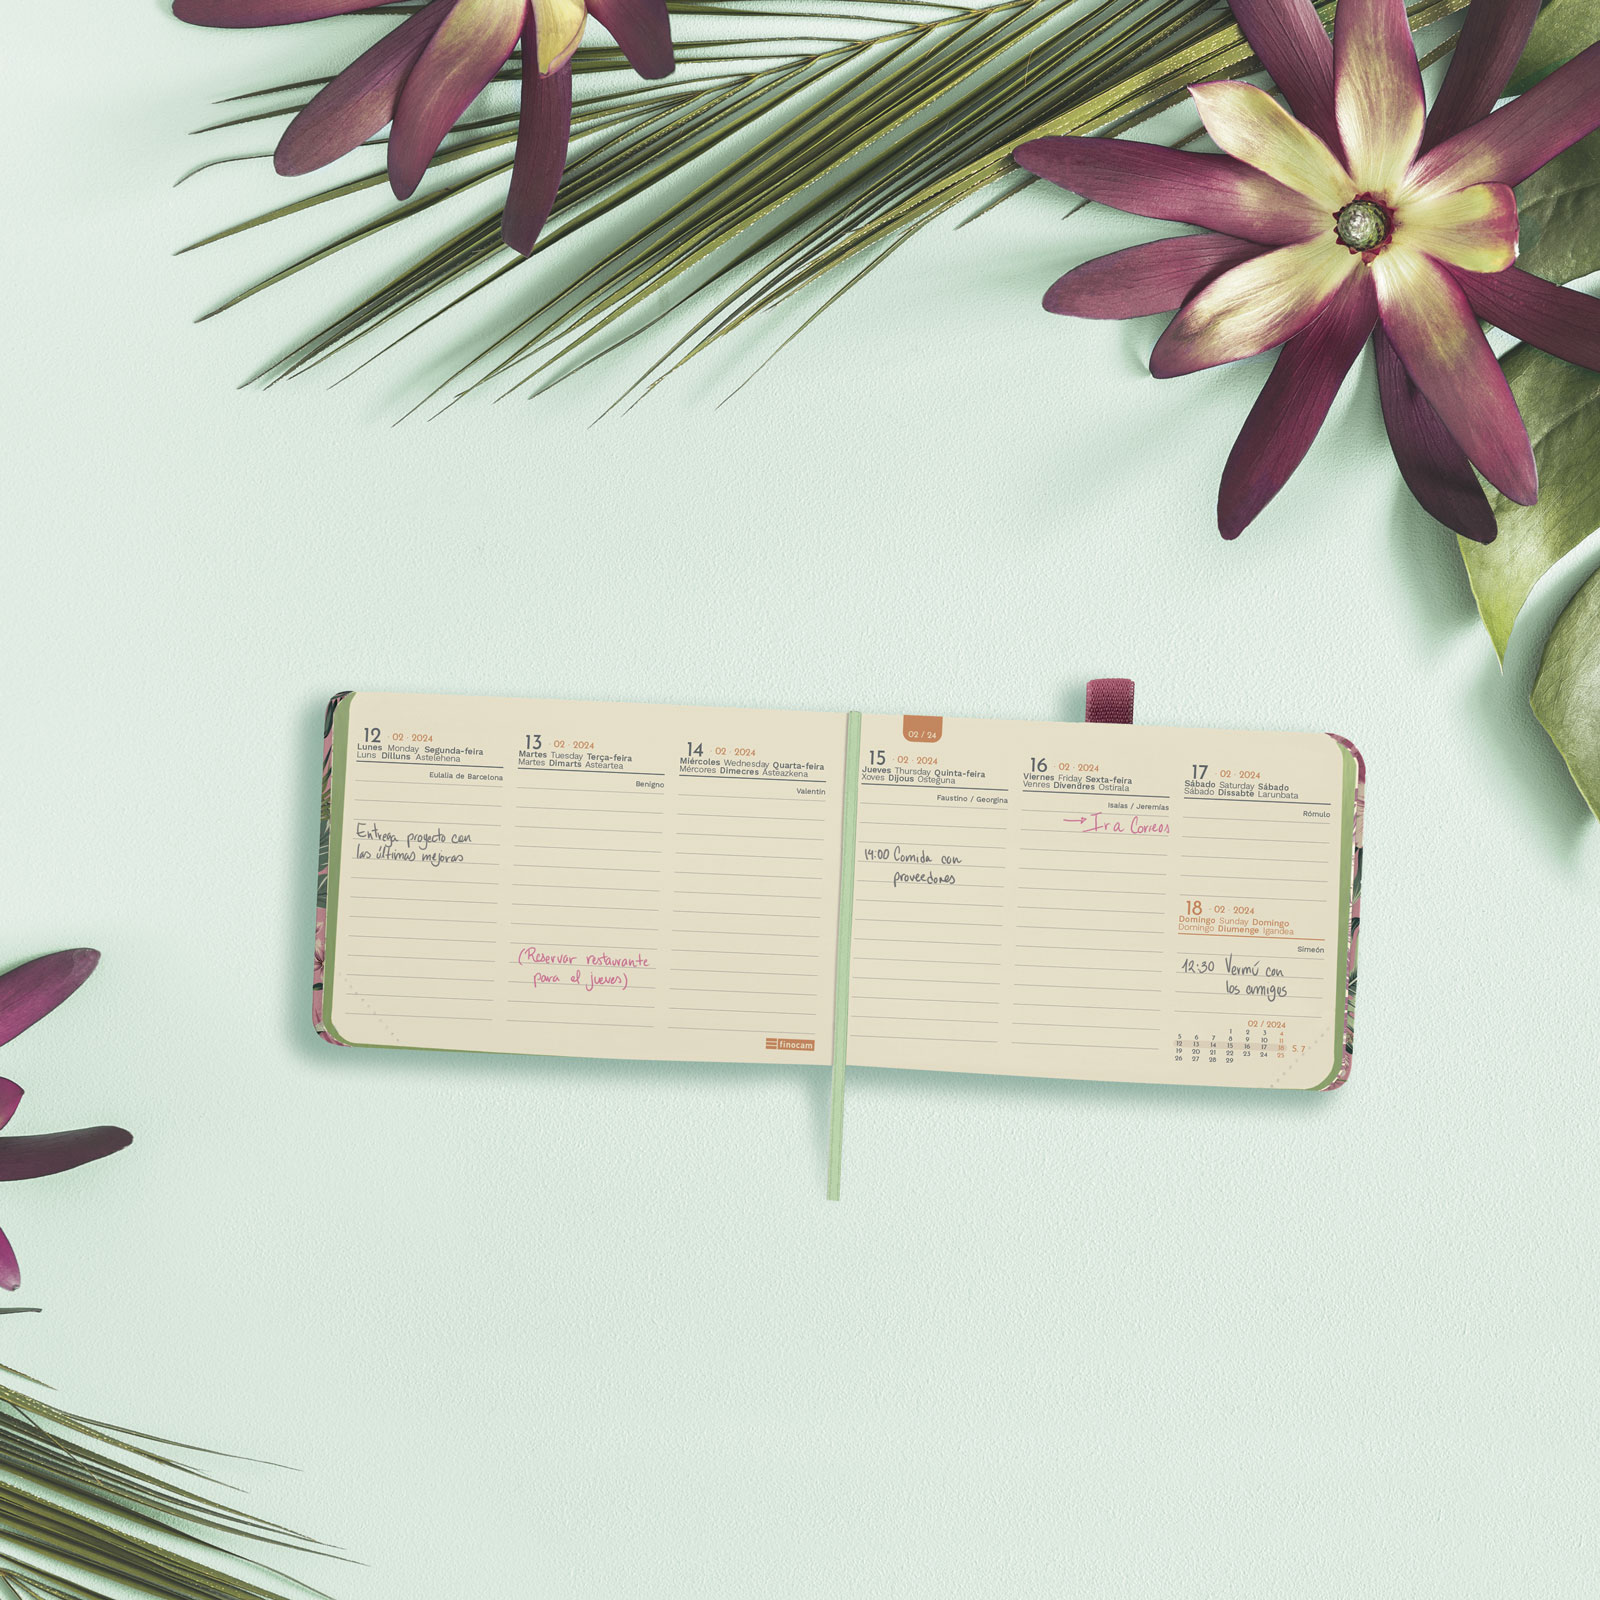 12 · 02 · 2024
Lunes Monday Segunda-feira
Luns Dilluns Astelehena
Eulalia de Barcelona
Entrega proyecto con
las últimas mejoras
13 · 02 · 2024
Martes Tuesday Terça-feira
Martes Dimarts Asteartea
Benigno
(Reservar restaurante
para el jueves)
14 · 02 · 2024
Miércoles Wednesday Quarta-feira
Mércores Dimecres Asteazkena
Valentín
finocam
02 / 24
15 · 02 · 2024
Jueves Thursday Quinta-feira
Xoves Dijous Osteguna
Faustino / Georgina
14:00 Comida con
proveedores
16 · 02 · 2024
Viernes Friday Sexta-feira
Venres Divendres Ostirala
Isaías / Jeremías
→ Ir a Correos
17 · 02 · 2024
Sábado Saturday Sábado
Sábado Dissabte Larunbata
Rómulo
18 · 02 · 2024
Domingo Sunday Domingo
Domingo Diumenge Igandea
Simeón
12:30 Vermú con
los amigos
02 / 2024
1 2 3 4
5 6 7 8 9 10 11
12 13 14 15 16 17 18 S. 7
19 20 21 22 23 24 25
26 27 28 29